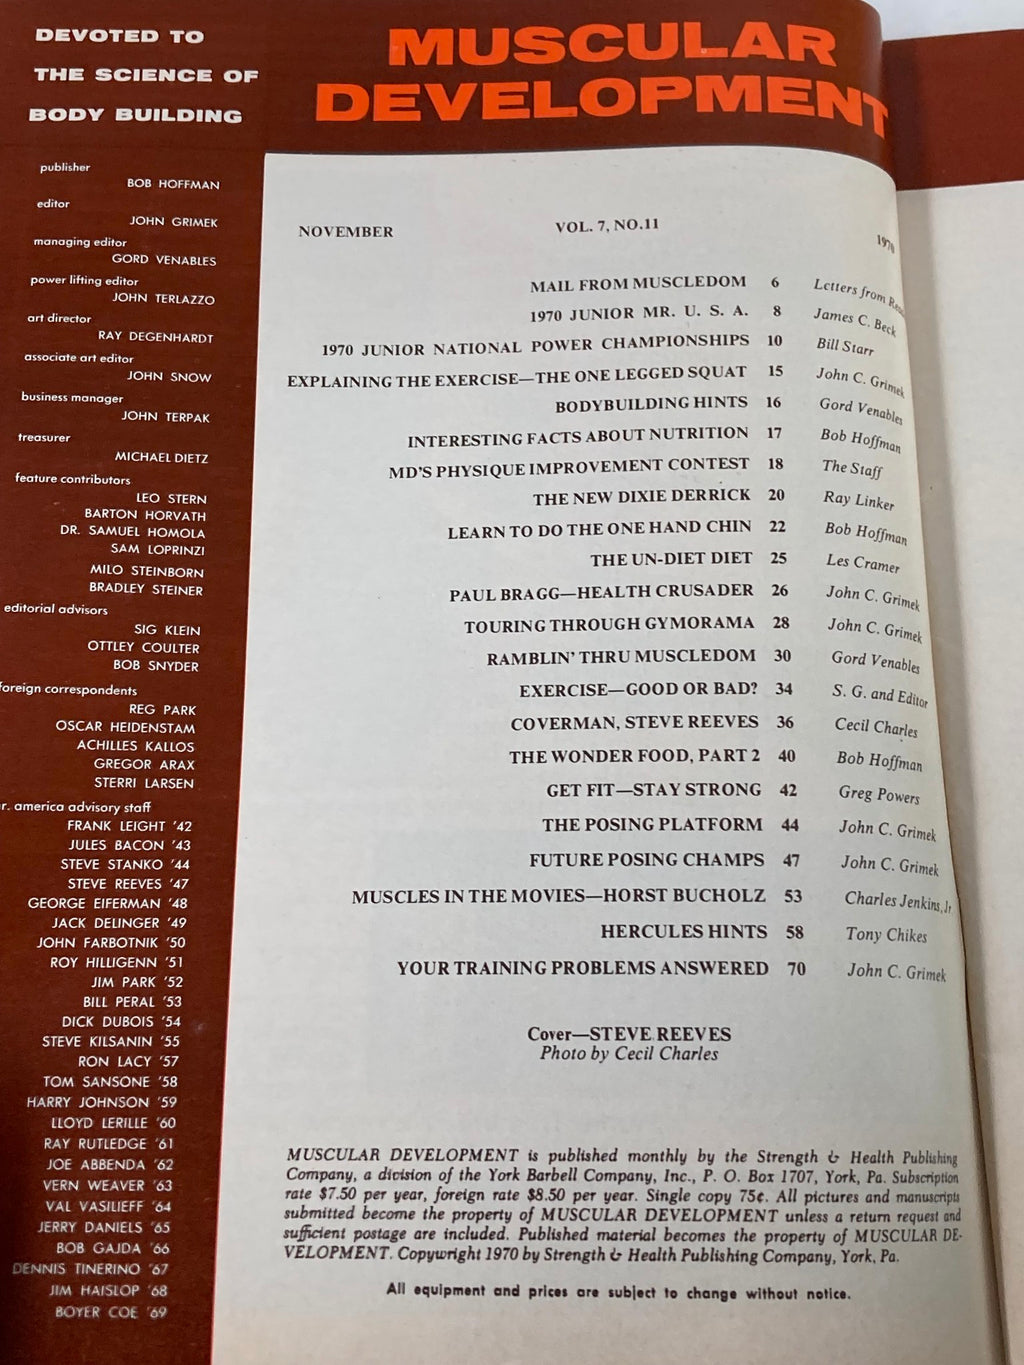 DEVOTED TO
THE SCIENCE OF
BODY BUILDING
MUSCULAR
DEVELOPMENT
publisher
BOB HOFFMAN
editor
JOHN GRIMEK
managing editor
GORD VENABLES
power lifting editor
JOHN TERLAZZO
art director
RAY DEGENHARDT
associate art editor
JOHN SNOW
business manager
JOHN TERPAK
treasurer
MICHAEL DIETZ
feature contributors
LEO STERN
BARTON HORVATH
DR. SAMUEL HOMOLA
SAM LOPRINZI
MILO STEINBORN
BRADLEY STEINER
editorial advisors
SIG KLEIN
OTTLEY COULTER
BOB SNYDER
foreign correspondents
REG PARK
OSCAR HEIDENSTAM
ACHILLES KALLOS
GREGOR ARAX
STERRI LARSEN
r. america advisory staff
FRANK LEIGHT '42
JULES BACON '43
STEVE STANKO '44
STEVE REEVES '47
GEORGE EIFERMAN '48
JACK DELINGER '49
JOHN FARBOTNIK '50
ROY HILLIGENN '51
JIM PARK '52
BILL PERAL '53
DICK DUBOIS '54
STEVE KILSANIN '55
RON LACY '57
TOM SANSONE '58
HARRY JOHNSON '59
LLOYD LERILLE '60
RAY RUTLEDGE '61
JOE ABBENDA '62
VERN WEAVER '63
VAL VASILIEFF '64
JERRY DANIELS '65
BOB GAJDA '66
DENNIS TINERINO '67
JIM HAISLOP '68
BOYER COE '69
NOVEMBER VOL. 7, NO.11 1970
MAIL FROM MUSCLEDOM 6 Letters from
1970 JUNIOR MR. U. S. A. 8 James C. Beck
1970 JUNIOR NATIONAL POWER CHAMPIONSHIPS 10 Bill Starr
EXPLAINING THE EXERCISE—THE ONE LEGGED SQUAT 15 John C. Grimek
BODYBUILDING HINTS 16 Gord Venables
INTERESTING FACTS ABOUT NUTRITION 17 Bob Hoffman
MD'S PHYSIQUE IMPROVEMENT CONTEST 18 The Staff
THE NEW DIXIE DERRICK 20 Ray Linker
LEARN TO DO THE ONE HAND CHIN 22 Bob Hoffman
THE UN-DIET DIET 25 Les Cramer
PAUL BRAGG—HEALTH CRUSADER 26 John C. Grimek
TOURING THROUGH GYMORAMA 28 John C. Grimek
RAMBLIN' THRU MUSCLEDOM 30 Gord Venables
EXERCISE—GOOD OR BAD? 34 S. G. and Editor
COVERMAN, STEVE REEVES 36 Cecil Charles
THE WONDER FOOD, PART 2 40 Bob Hoffman
GET FIT—STAY STRONG 42 Greg Powers
THE POSING PLATFORM 44 John C. Grimek
FUTURE POSING CHAMPS 47 John C. Grimek
MUSCLES IN THE MOVIES—HORST BUCHOLZ 53 Charles Jenkins, Jr
HERCULES HINTS 58 Tony Chikes
YOUR TRAINING PROBLEMS ANSWERED 70 John C. Grimek
Cover—STEVE REEVES
Photo by Cecil Charles
MUSCULAR DEVELOPMENT is published monthly by the Strength & Health Publishing
Company, a division of the York Barbell Company, Inc., P. O. Box 1707, York, Pa. Subscription
rate $7.50 per year, foreign rate $8.50 per year. Single copy 75¢. All pictures and manuscripts
submitted become the property of MUSCULAR DEVELOPMENT unless a return request and
sufficient postage are included. Published material becomes the property of MUSCULAR DE-
VELOPMENT. Copywright 1970 by Strength & Health Publishing Company, York, Pa.
All equipment and prices are subject to change without notice.